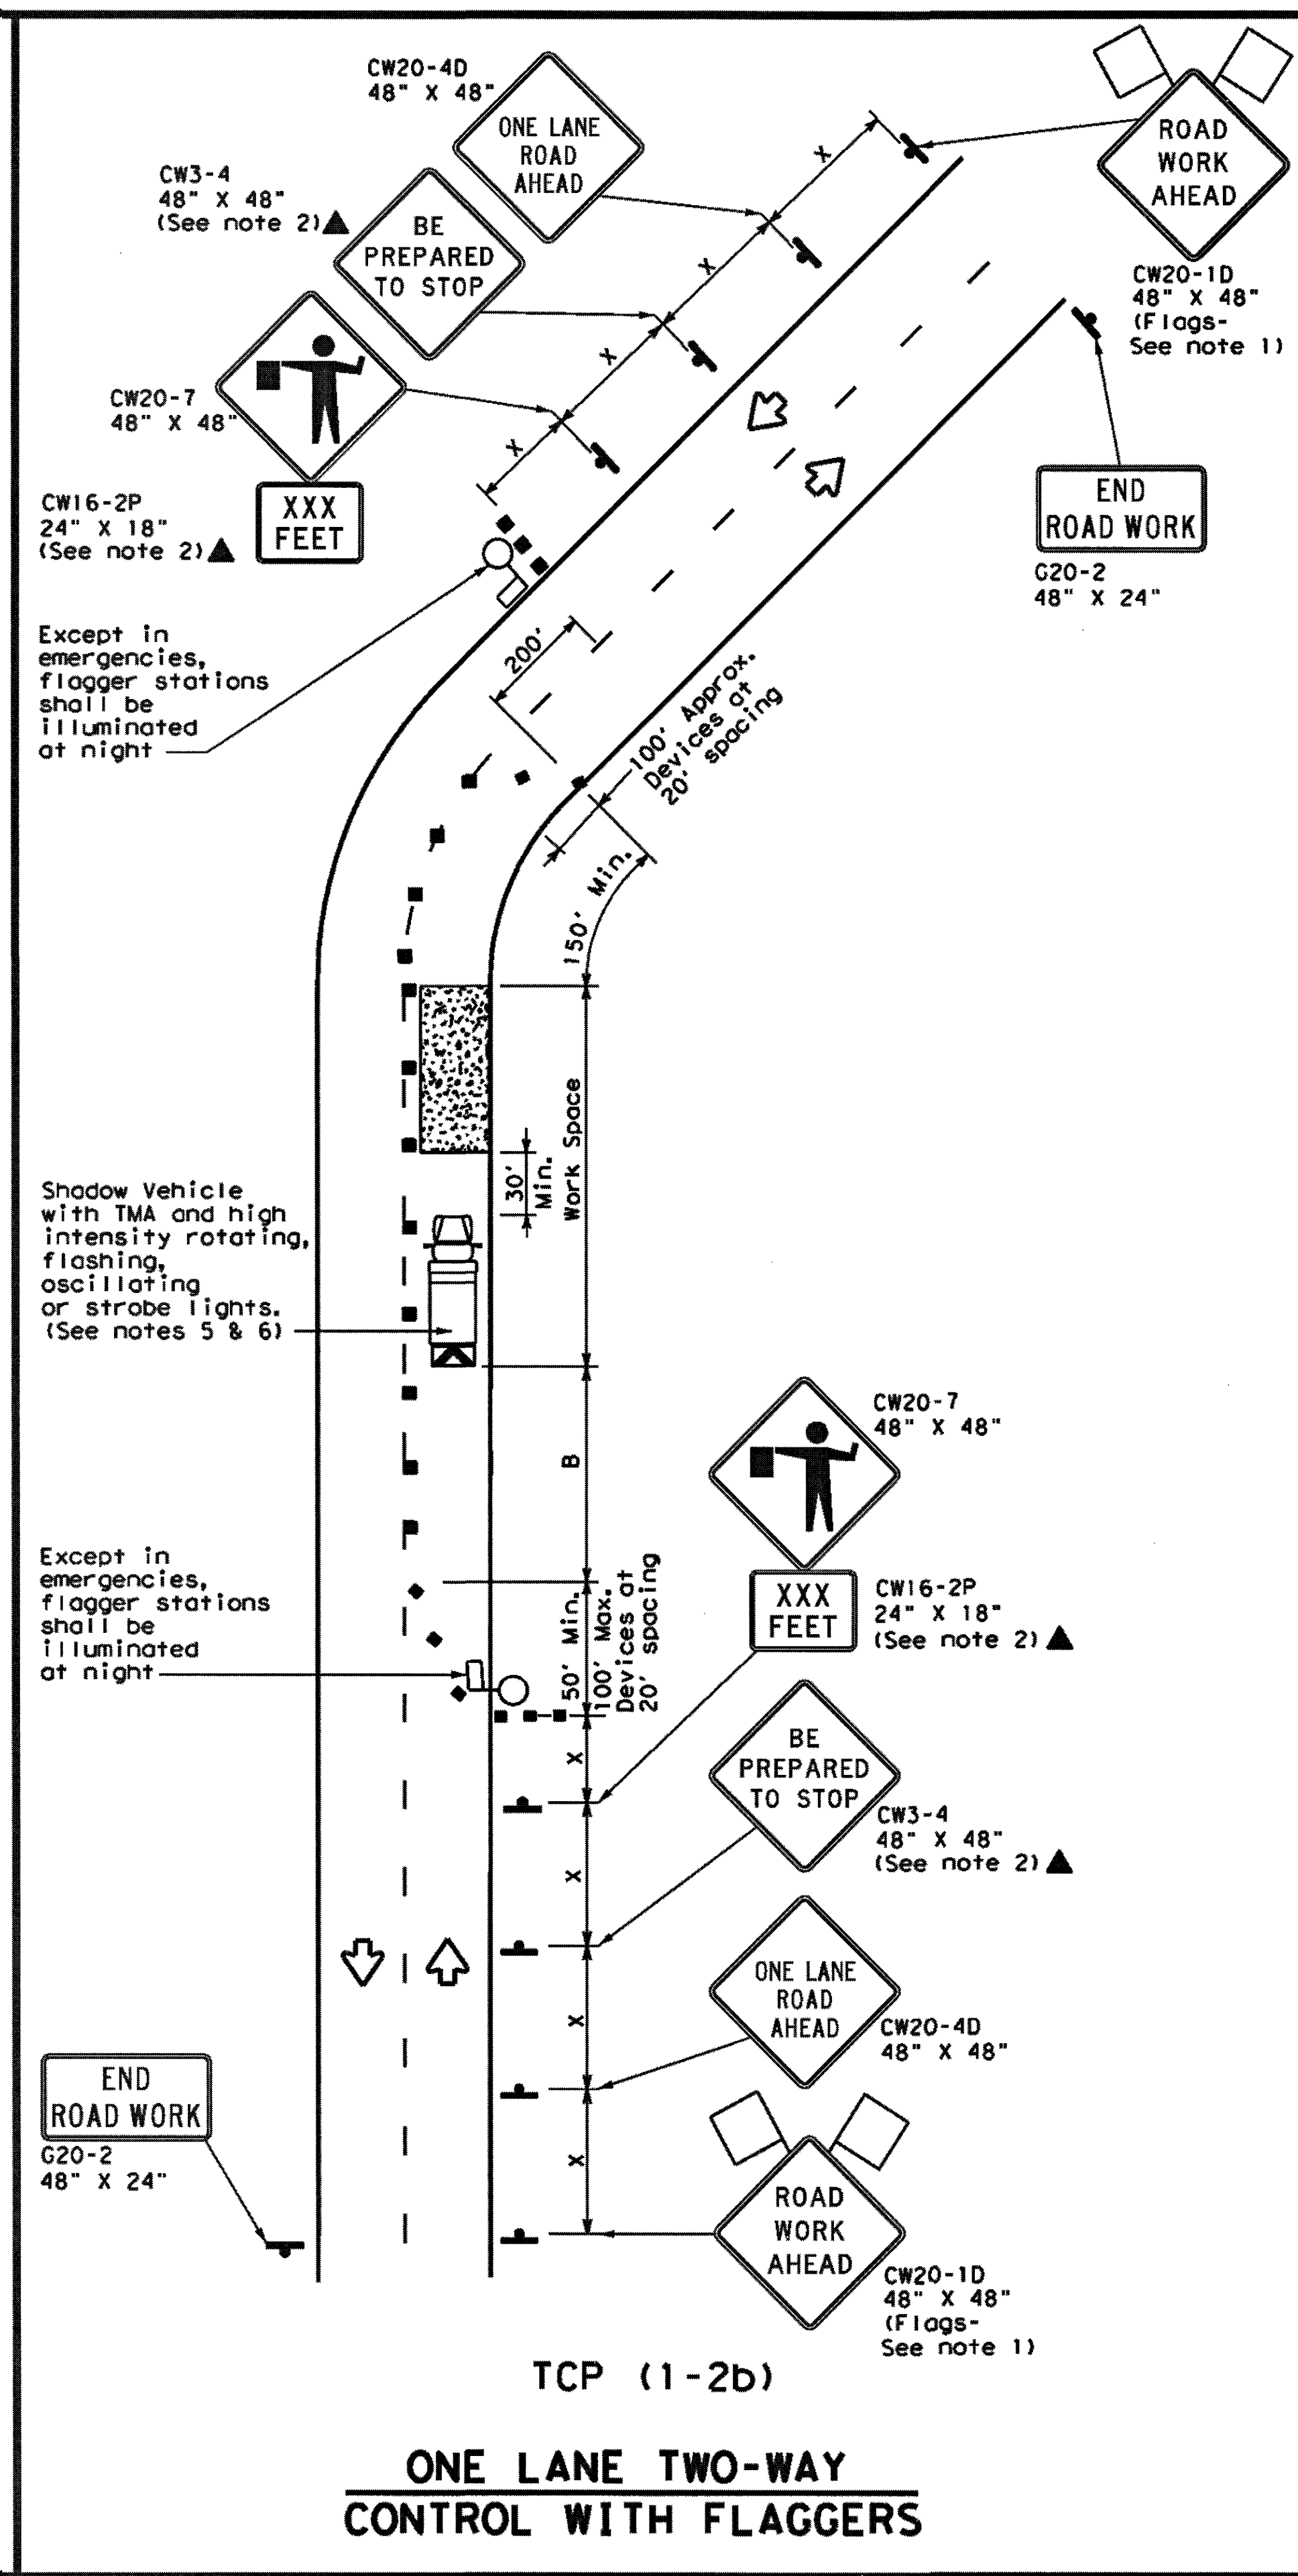 CW20-4D
48" X 48"
ONE LANE
ROAD
AHEAD
ROAD
WORK
AHEAD
CW20-1D
48" X 48"
(Flags-
See note 1)
CW3-4
48" X 48"
(See note 2)
BE
PREPARED
TO STOP
CW20-7
48" X 48"
CW16-2P
24" X 18"
(See note 2)
XXX
FEET
X
X
X
X
END
ROAD WORK
G20-2
48" X 24"
Except in
emergencies,
flagger stations
shall be
illuminated
at night
200'
100' Approx.
Devices at
20' spacing
150' Min.
30'
Min.
Work Space
Shadow Vehicle
with TMA and high
intensity rotating,
flashing,
oscillating
or strobe lights.
(See notes 5 & 6)
B
CW20-7
48" X 48"
XXX
FEET
CW16-2P
24" X 18"
(See note 2)
Except in
emergencies,
flagger stations
shall be
illuminated
at night
50' Min.
100' Max.
Devices at
20' spacing
X
BE
PREPARED
TO STOP
CW3-4
48" X 48"
(See note 2)
X
ONE LANE
ROAD
AHEAD
CW20-4D
48" X 48"
X
END
ROAD WORK
G20-2
48" X 24"
X
ROAD
WORK
AHEAD
CW20-1D
48" X 48"
(Flags-
See note 1)
TCP (1-2b)
ONE LANE TWO-WAY
CONTROL WITH FLAGGERS